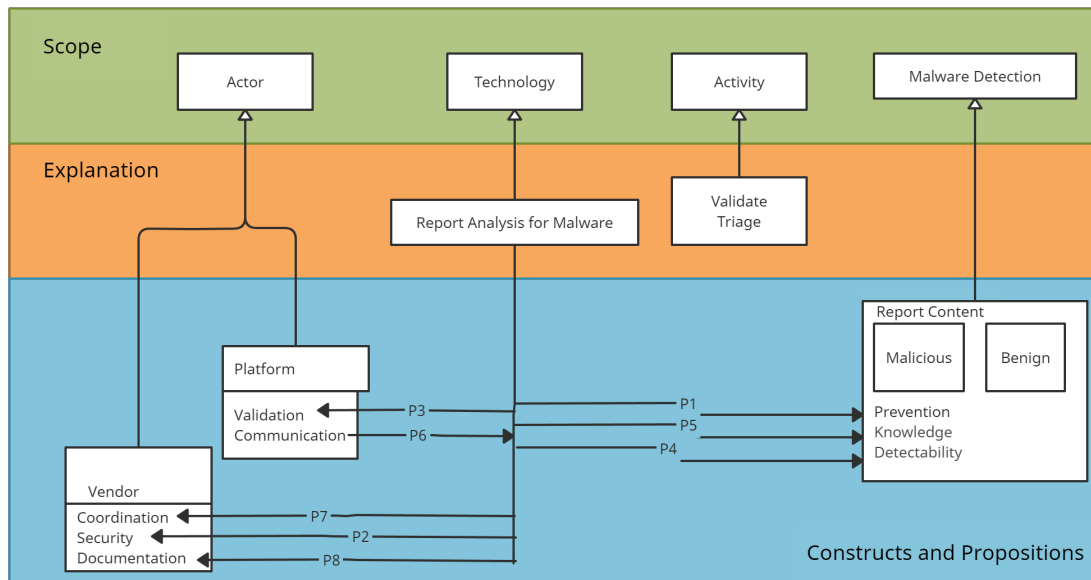 Scope
Actor
Technology
Activity
Malware Detection
Explanation
Report Analysis for Malware
Validate
Triage
Report Content
Malicious
Benign
Platform
Validation
Communication
P3
P6
P1
P5
P4
Prevention
Knowledge
Detectability
Vendor
Coordination
Security
Documentation
P7
P2
P8
Constructs and Propositions